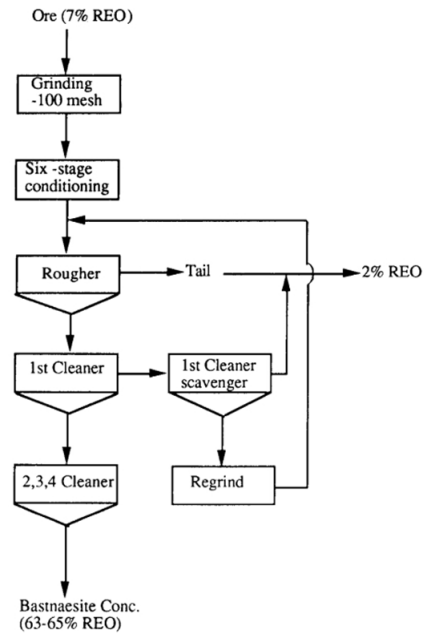 Ore (7% REO)
Grinding
-100 mesh
Six -stage
conditioning
Rougher
Tail
2% REO
1st Cleaner
1st Cleaner
scavenger
2,3,4 Cleaner
Regrind
Bastnaesite Conc.
(63-65% REO)